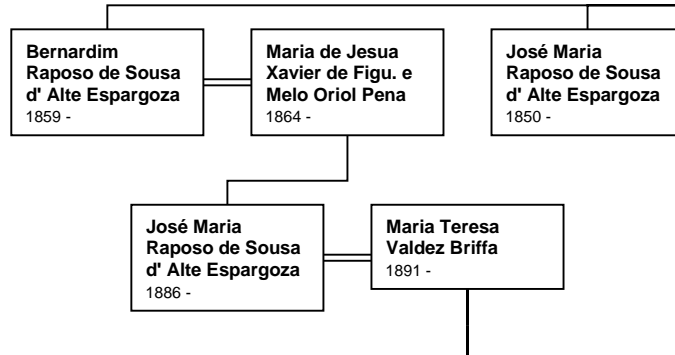 Bernardim
Raposo de Sousa
d' Alte Espargoza
1859 -
Maria de Jesua
Xavier de Figu. e
Melo Oriol Pena
1864 -
José Maria
Raposo de Sousa
d' Alte Espargoza
1850 -
José Maria
Raposo de Sousa
d' Alte Espargoza
1886 -
Maria Teresa
Valdez Briffa
1891 -